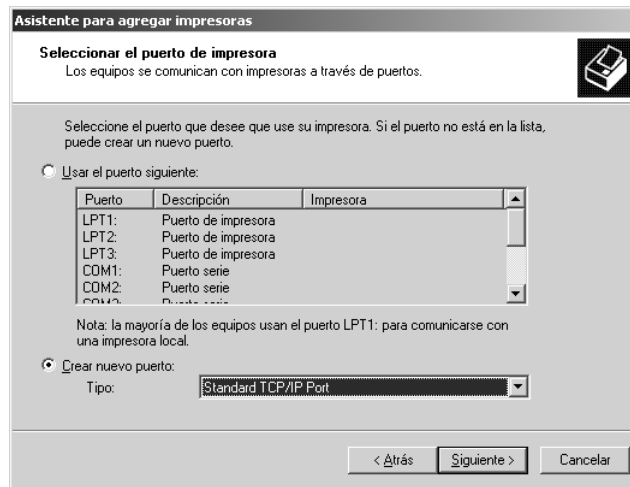 Asistente para agregar impresoras
Seleccionar el puerto de impresora
Los equipos se comunican con impresoras a través de puertos.
Seleccione el puerto que desee que use su impresora. Si el puerto no está en la lista,
puede crear un nuevo puerto.
Usar el puerto siguiente:
Puerto Descripción Impresora
LPT1: Puerto de impresora
LPT2: Puerto de impresora
LPT3: Puerto de impresora
COM1: Puerto serie
COM2: Puerto serie
Nota: la mayoría de los equipos usan el puerto LPT1: para comunicarse con
una impresora local.
Crear nuevo puerto:
Tipo: Standard TCP/IP Port
< Atrás Siguiente > Cancelar